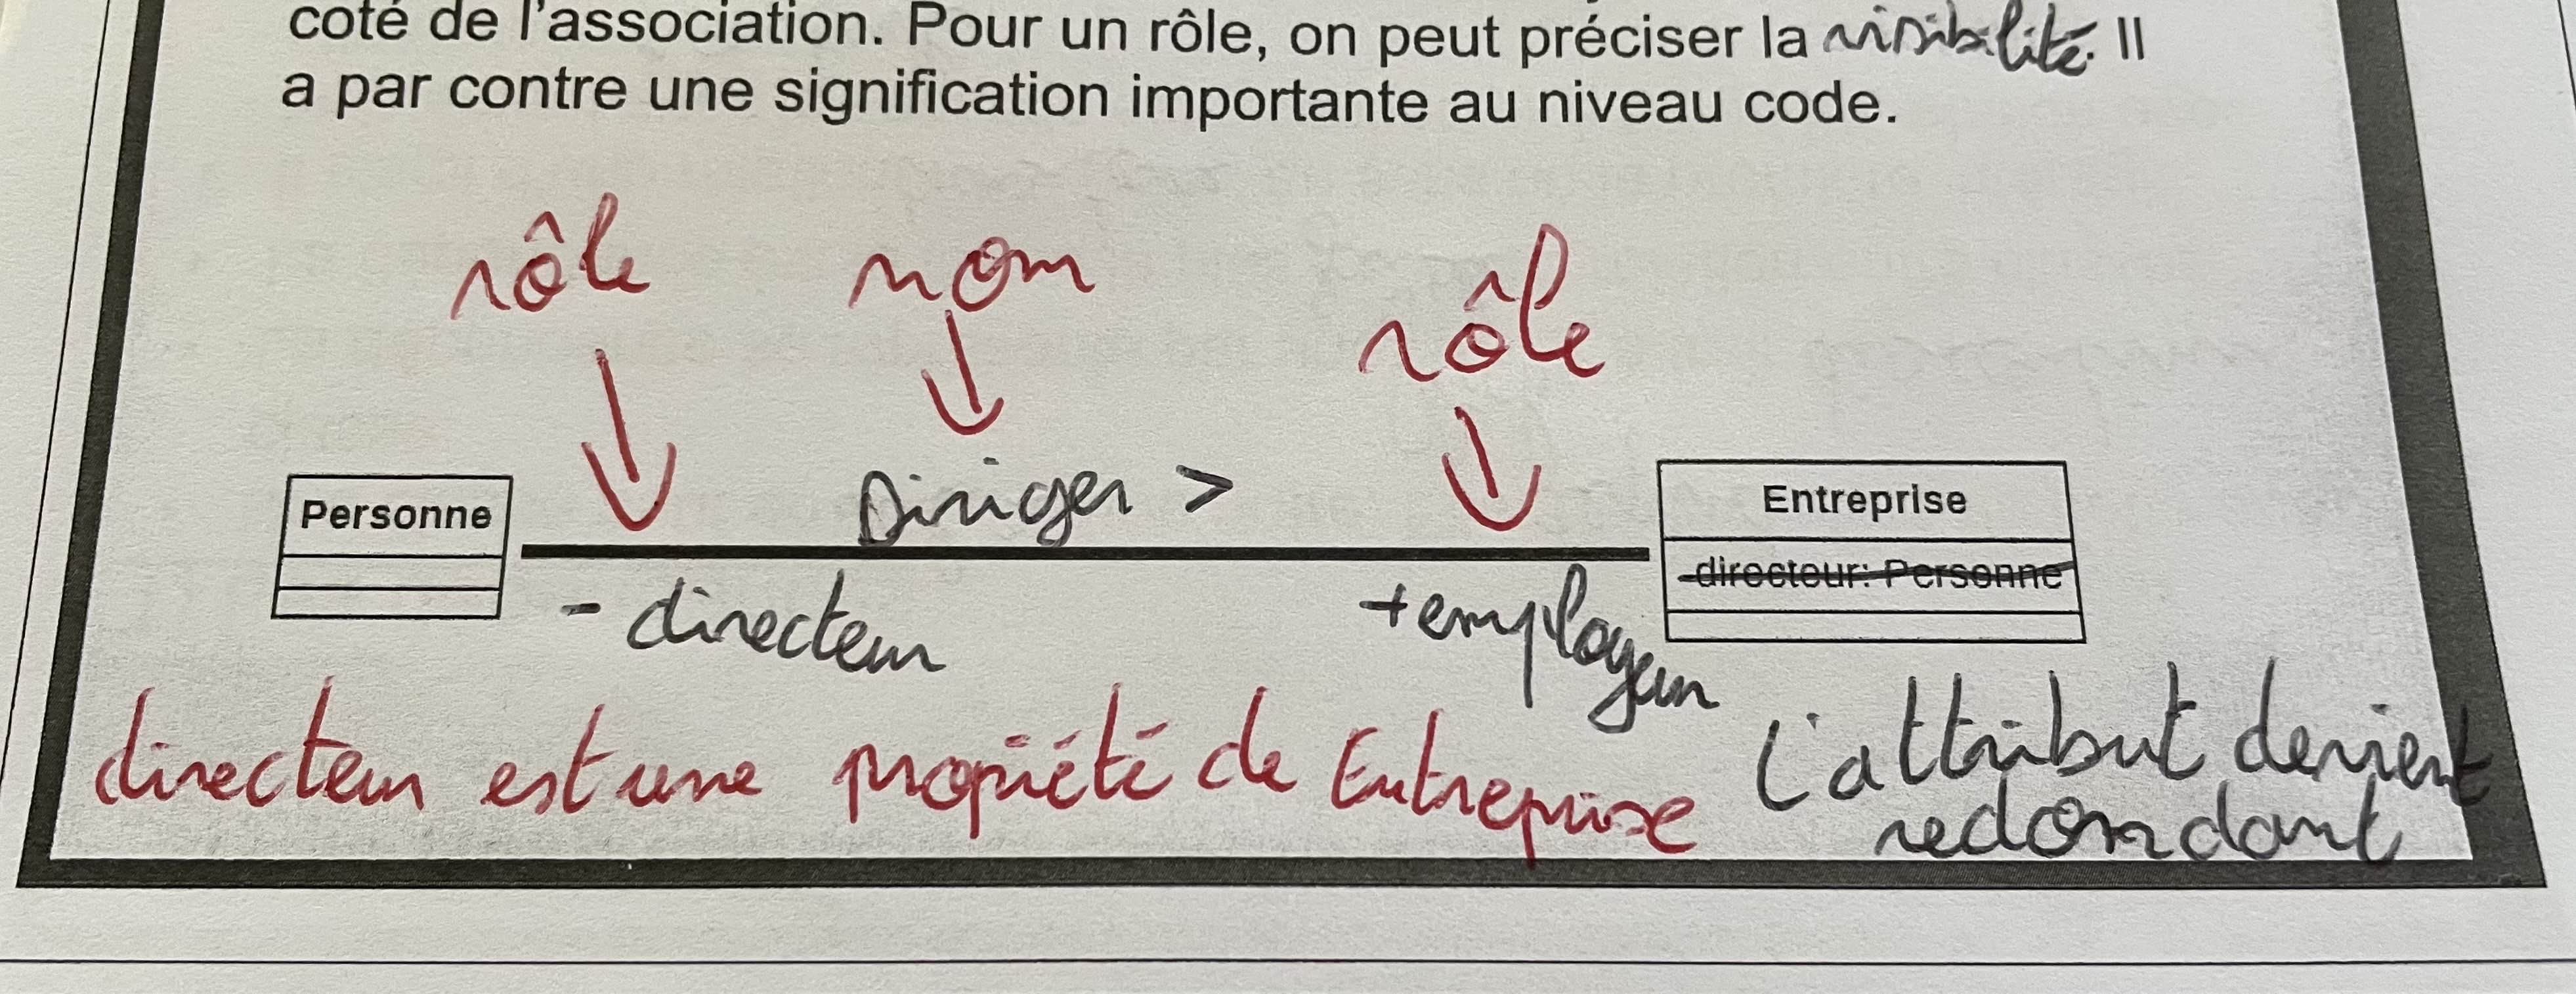 coté de l'association. Pour un rôle, on peut préciser la visibilité. Il
a par contre une signification importante au niveau code.
rôle nom rôle
Diriger >
Personne
Entreprise
-directeur: Personne
- directeur
+employeur
directeur est une propriété de Entreprise
L'attribut devient
redondant